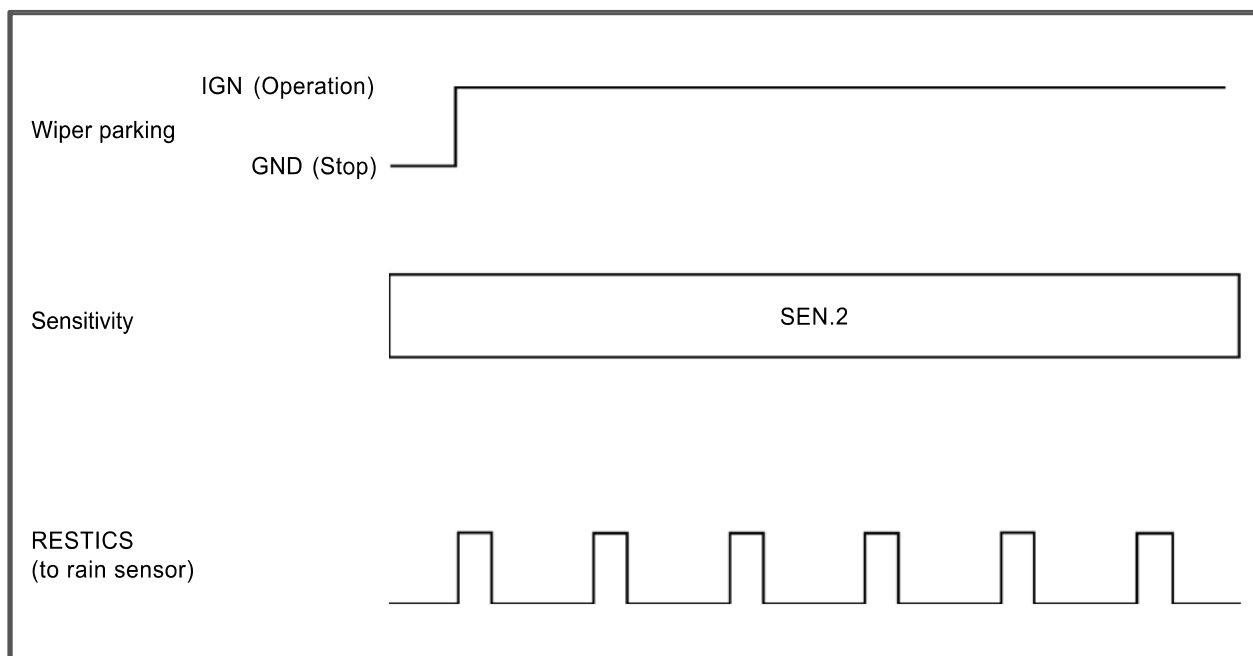 IGN (Operation)
Wiper parking
GND (Stop)
Sensitivity
SEN.2
RESTICS
(to rain sensor)